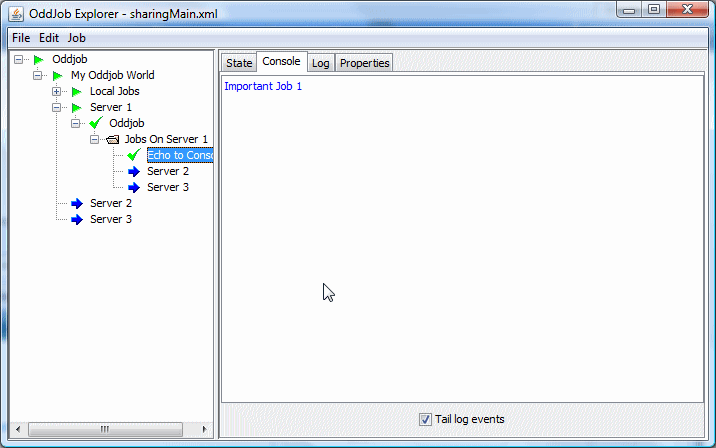 OddJob Explorer - sharingMain.xml
File Edit Job
Oddjob
My Oddjob World
Local Jobs
Server 1
Oddjob
Jobs On Server 1
Echo to Conso
Server 2
Server 3
Server 2
Server 3
State Console Log Properties
Important Job 1
Tail log events